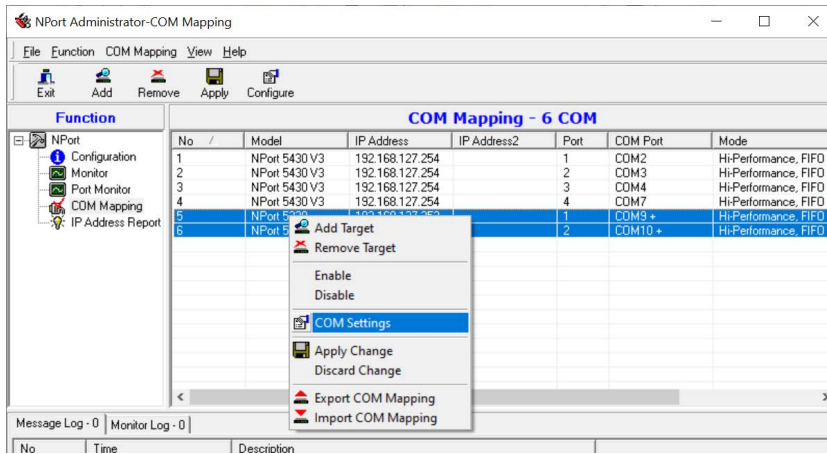 NPort Administrator-COM Mapping
File Function COM Mapping View Help
Exit Add Remove Apply Configure
Function
COM Mapping - 6 COM
NPort
Configuration
Monitor
Port Monitor
COM Mapping
IP Address Report
No / Model IP Address IP Address2 Port COM Port Mode
1 NPort 5430 V3 192.168.127.254 1 COM2 Hi-Performance, FIFO
2 NPort 5430 V3 192.168.127.254 2 COM3 Hi-Performance, FIFO
3 NPort 5430 V3 192.168.127.254 3 COM4 Hi-Performance, FIFO
4 NPort 5430 V3 192.168.127.254 4 COM7 Hi-Performance, FIFO
5 NPort 1 COM9 + Hi-Performance, FIFO
6 NPort 5 2 COM10 + Hi-Performance, FIFO
Add Target
Remove Target
Enable
Disable
COM Settings
Apply Change
Discard Change
Export COM Mapping
Import COM Mapping
Message Log - 0 Monitor Log - 0
No Time Description